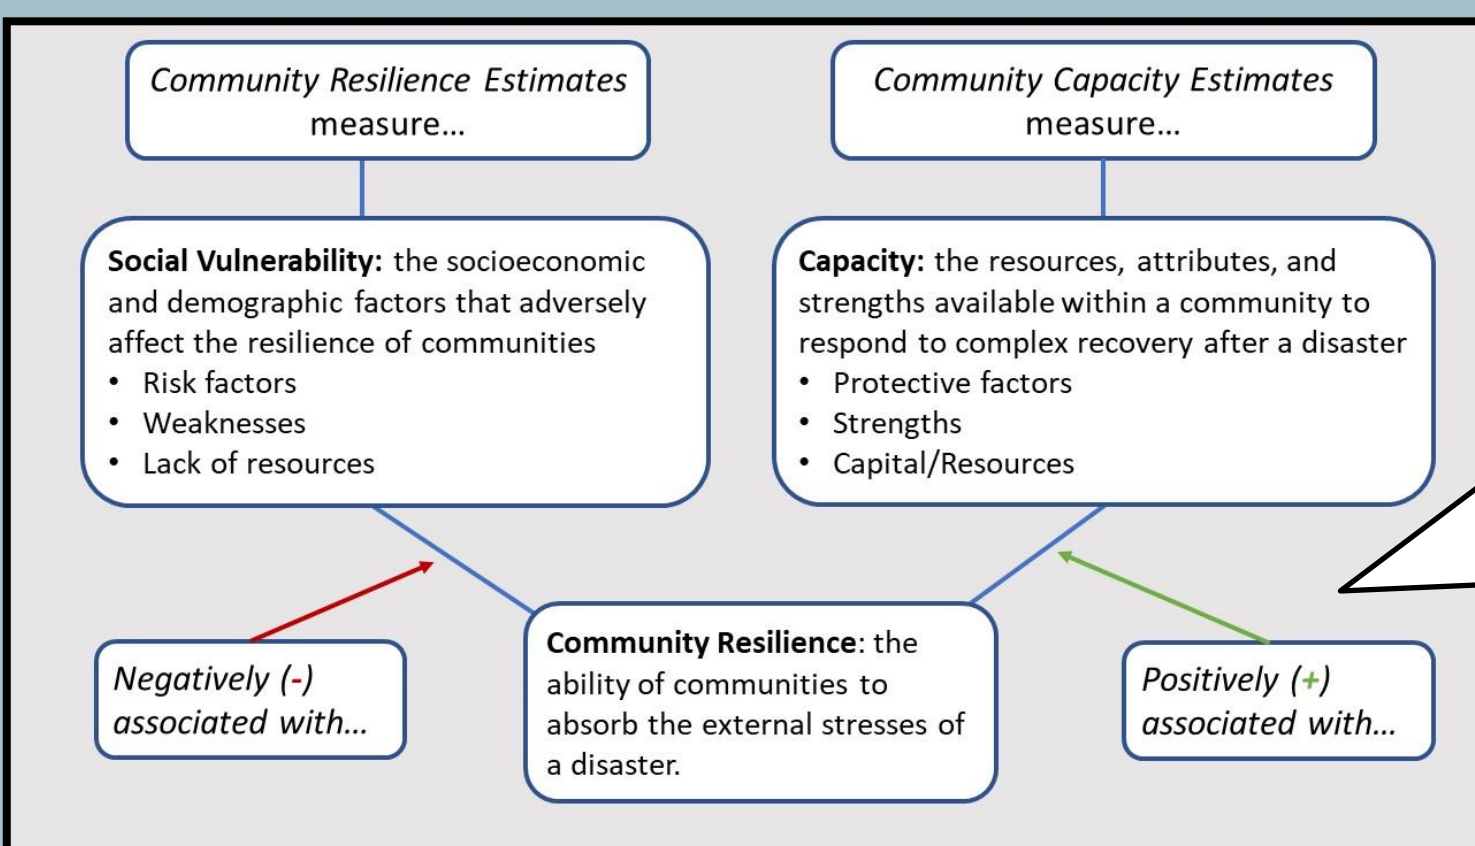 Community Resilience Estimates
measure...
Community Capacity Estimates
measure...
Social Vulnerability: the socioeconomic
and demographic factors that adversely
affect the resilience of communities
• Risk factors
• Weaknesses
• Lack of resources
Capacity: the resources, attributes, and
strengths available within a community to
respond to complex recovery after a disaster
• Protective factors
• Strengths
• Capital/Resources
Negatively (-)
associated with...
Community Resilience: the
ability of communities to
absorb the external stresses of
a disaster.
Positively (+)
associated with...